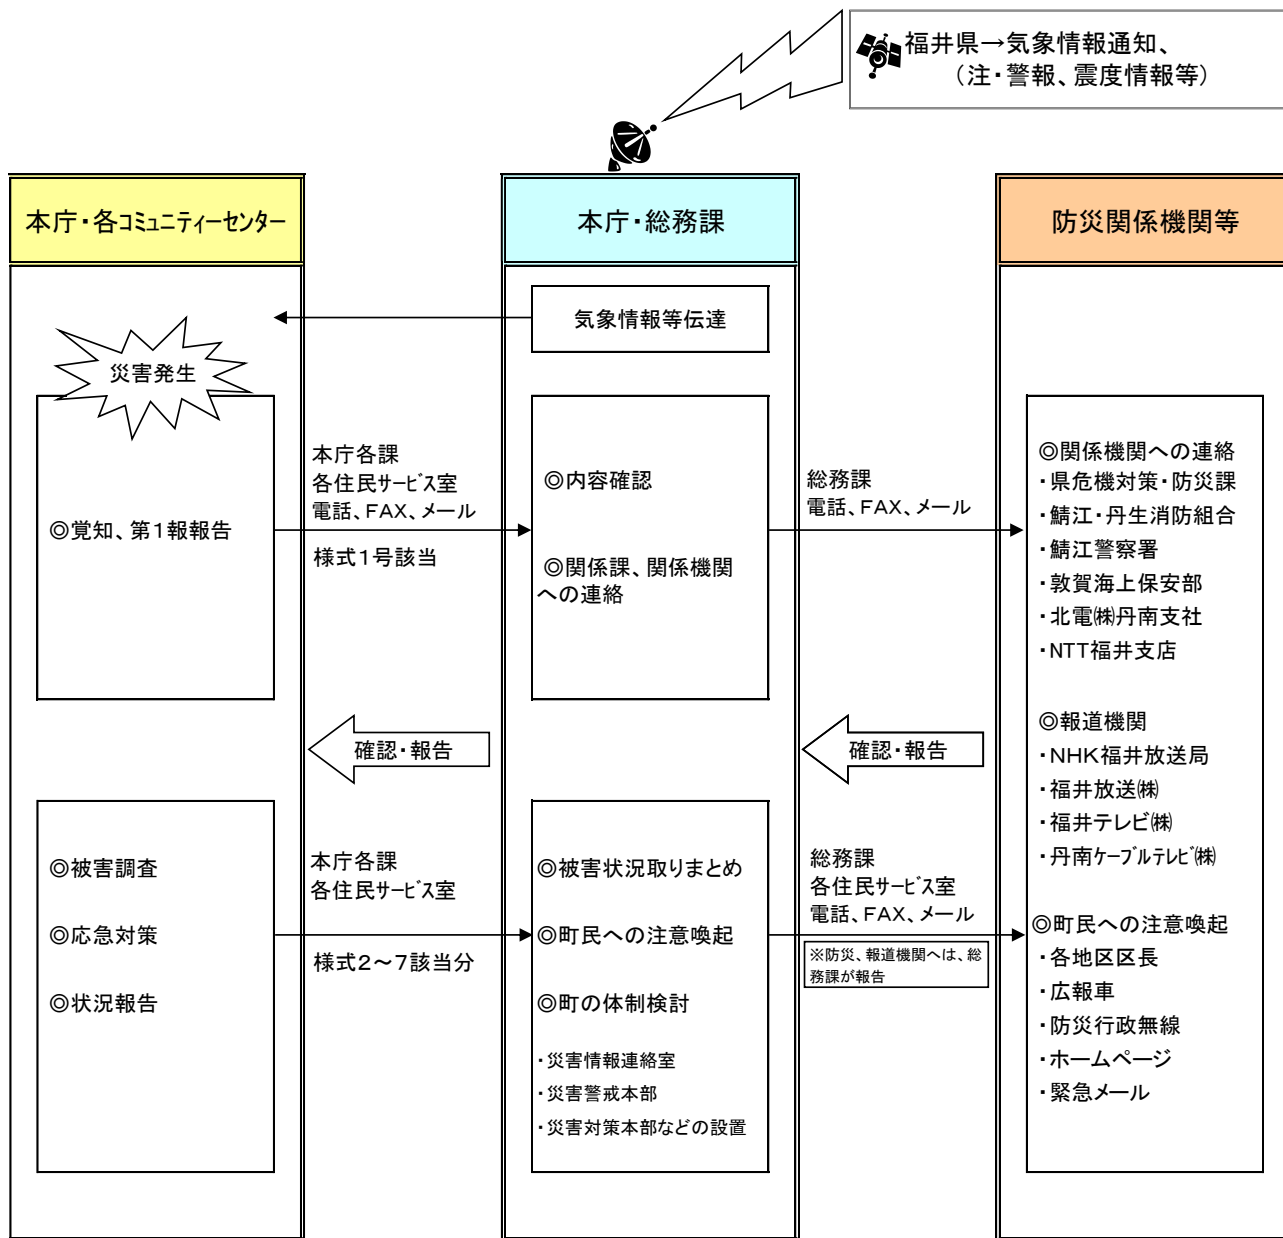 福井県→気象情報通知、
（注・警報、震度情報等）
本庁・各コミュニティーセンター
本庁・総務課
防災関係機関等
気象情報等伝達
災害発生
◎覚知、第１報報告
本庁各課
各住民サービス室
電話、ＦＡＸ、メール
様式１号該当
◎内容確認
◎関係課、関係機関
への連絡
総務課
電話、ＦＡＸ、メール
◎関係機関への連絡
・県危機対策・防災課
・鯖江・丹生消防組合
・鯖江警察署
・敦賀海上保安部
・北電㈱丹南支社
・NTT福井支店
◎報道機関
・ＮＨＫ福井放送局
・福井放送㈱
・福井テレビ㈱
・丹南ケーブルテレビ㈱
◎町民への注意喚起
・各地区区長
・広報車
・防災行政無線
・ホームページ
・緊急メール
確認・報告
確認・報告
◎被害調査
◎応急対策
◎状況報告
本庁各課
各住民サービス室
様式２～７該当分
◎被害状況取りまとめ
◎町民への注意喚起
◎町の体制検討
・災害情報連絡室
・災害警戒本部
・災害対策本部などの設置
総務課
各住民サービス室
電話、ＦＡＸ、メール
※防災、報道機関へは、総
務課が報告